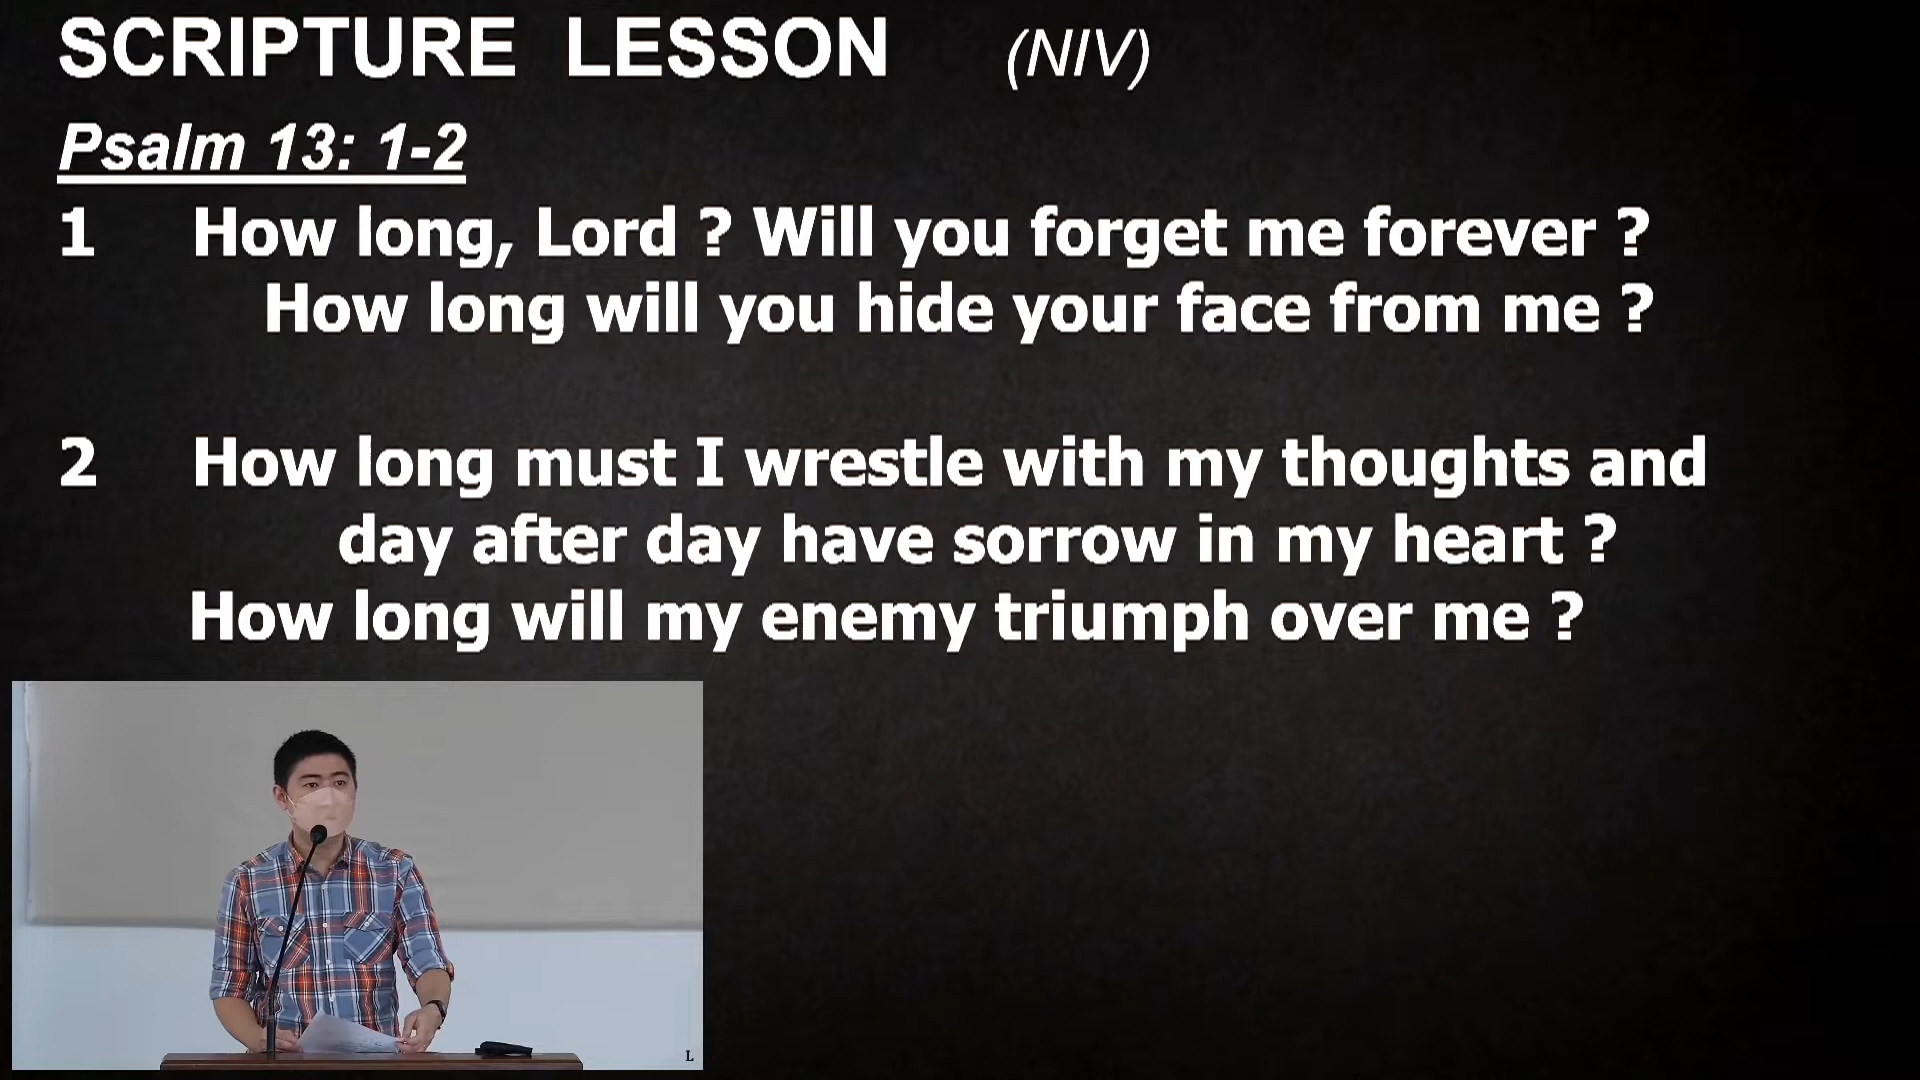 SCRIPTURE LESSON (NIV)
Psalm 13: 1-2
1 How long, Lord ? Will you forget me forever ?
How long will you hide your face from me ?
2 How long must I wrestle with my thoughts and
day after day have sorrow in my heart ?
How long will my enemy triumph over me ?
L